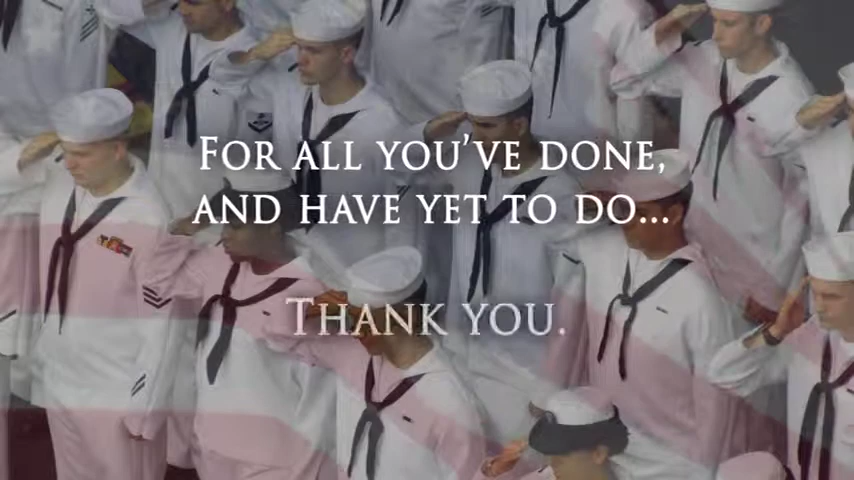 For all you've done,
and have yet to do...
Thank you.